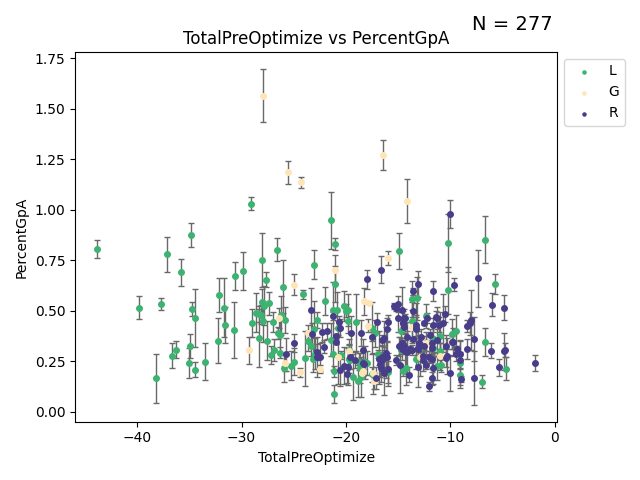 N = 277
TotalPreOptimize vs PercentGpA
1.75
1.50
1.25
1.00
0.75
0.50
0.25
0.00
PercentGpA
−40
−30
−20
−10
0
TotalPreOptimize
L
G
R